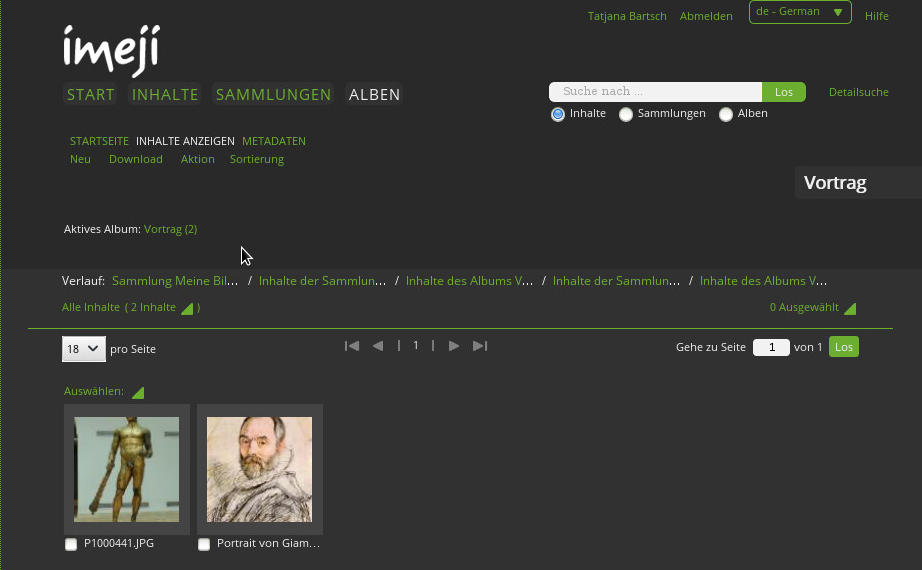 Tatjana Bartsch Abmelden de - German Hilfe
imeji
START INHALTE SAMMLUNGEN ALBEN
Suche nach ... Los Detailsuche
Inhalte Sammlungen Alben
STARTSEITE INHALTE ANZEIGEN METADATEN
Neu Download Aktion Sortierung
Vortrag
Aktives Album: Vortrag (2)
Verlauf: Sammlung Meine Bil... / Inhalte der Sammlun... / Inhalte des Albums V... / Inhalte der Sammlun... / Inhalte des Albums V...
Alle Inhalte ( 2 Inhalte ) 0 Ausgewählt
18 pro Seite 1 Gehe zu Seite 1 von 1 Los
Auswählen:
P1000441.JPG Portrait von Giam...